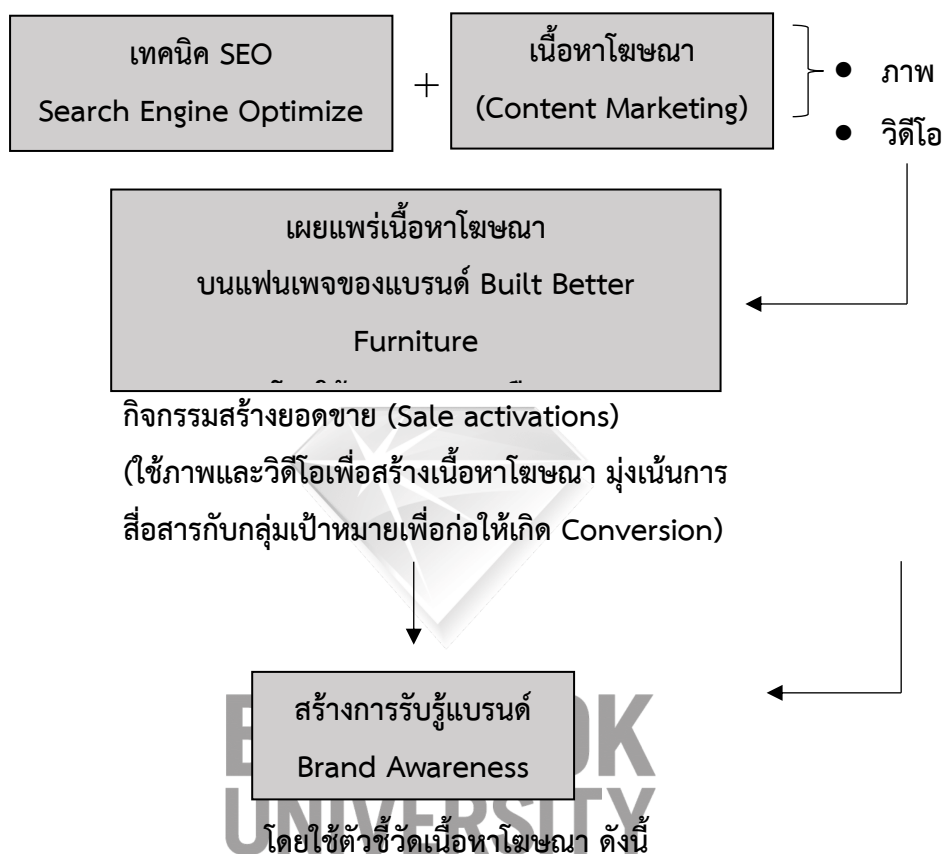 เทคนิค SEO
Search Engine Optimize
+
เนื้อหาโฆษณา
(Content Marketing)
● ภาพ
● วิดีโอ
เผยแพร่เนื้อหาโฆษณา
บนแฟนเพจของแบรนด์ Built Better
Furniture
กิจกรรมสร้างยอดขาย (Sale activations)
(ใช้ภาพและวิดีโอเพื่อสร้างเนื้อหาโฆษณา มุ่งเน้นการ
สื่อสารกับกลุ่มเป้าหมายเพื่อก่อให้เกิด Conversion)
สร้างการรับรู้แบรนด์
Brand Awareness
UNIVERSITY
โดยใช้ตัวชี้วัดเนื้อหาโฆษณา ดังนี้